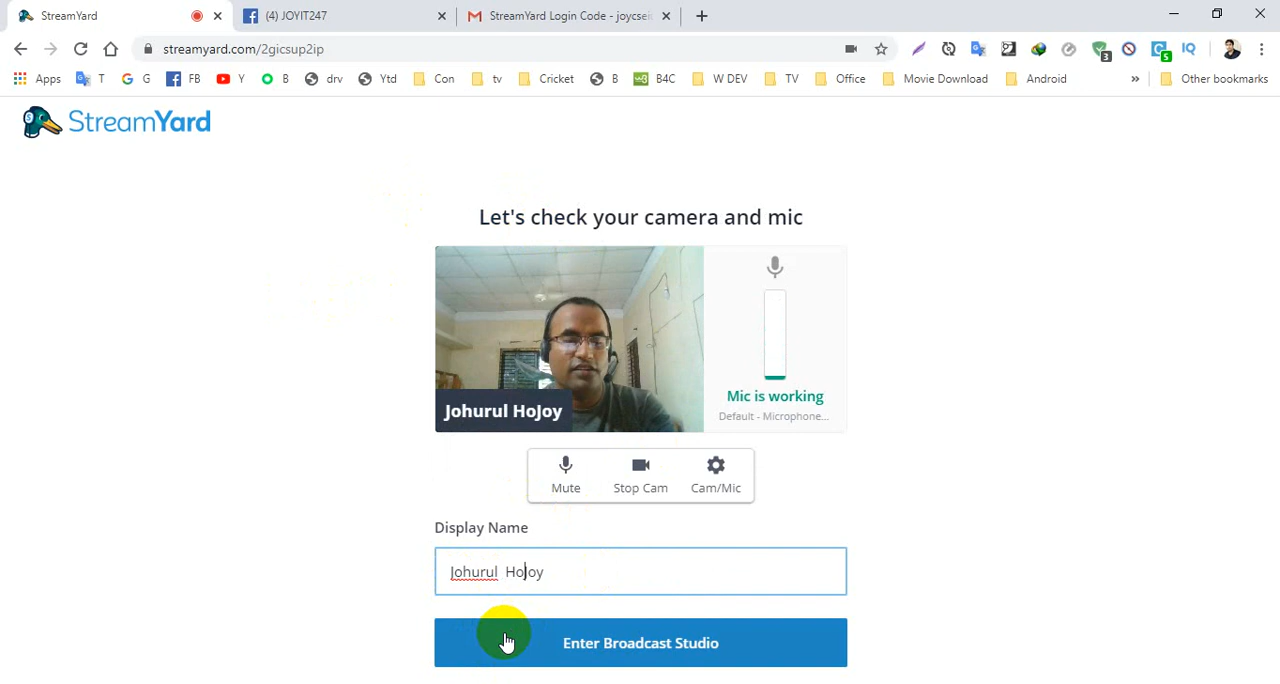 StreamYard
(4) JOYIT247
StreamYard Login Code - joycsei
streamyard.com/2gicsup2ip
Apps T G FB Y B drv Ytd Con tv Cricket B B4C W DEV TV Office Movie Download Android » Other bookmarks
StreamYard
Let's check your camera and mic
Johurul HoJoy
Mic is working
Default - Microphone...
Mute Stop Cam Cam/Mic
Display Name
Johurul HoJoy
Enter Broadcast Studio